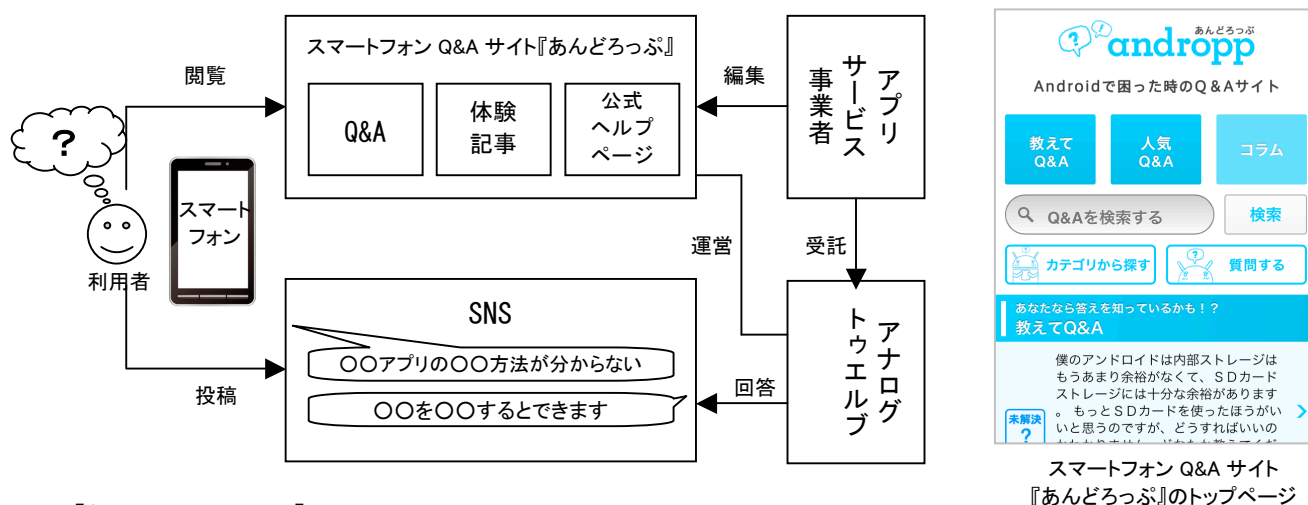 スマートフォン Q&A サイト『あんどろっぷ』
閲覧
Q&A
体験
記事
公式
ヘルプ
ページ
編集
アプリ
サービス
事業者
?
スマート
フォン
利用者
運営
受託
SNS
〇〇アプリの〇〇方法が分からない
〇〇を〇〇するとできます
投稿
回答
アナログ
トゥエルブ
あんどろっぷ
andropp
Androidで困った時のQ&Aサイト
教えて
Q&A
人気
Q&A
コラム
Q&Aを検索する
検索
カテゴリから探す
質問する
あなたなら答えを知っているかも!?
教えてQ&A
僕のアンドロイドは内部ストレージは
もうあまり余裕がなくて、SDカード
ストレージには十分な余裕があります
。もっとSDカードを使ったほうがい
いと思うのですが、どうすればいいの
未解決
?
スマートフォン Q&A サイト
『あんどろっぷ』のトップページ